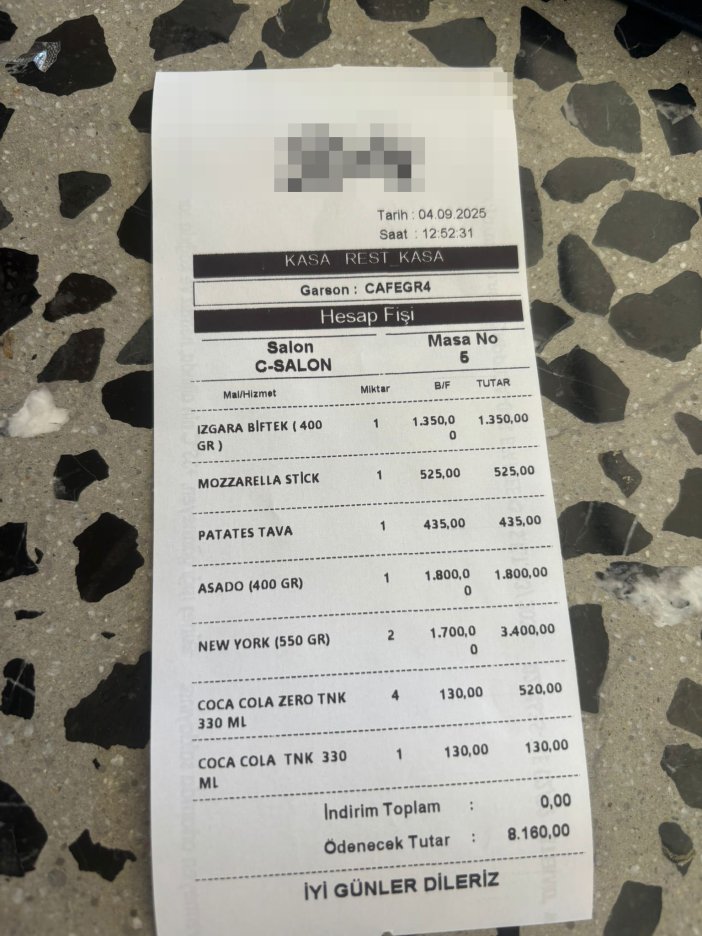 Tarih : 04.09.2025
Saat : 12:52:31
KASA REST_KASA
Garson : CAFEGR4
Hesap Fişi
Salon Masa No
C-SALON 5
Mal/Hizmet Miktar B/F TUTAR
IZGARA BİFTEK ( 400 1 1.350,0 1.350,00
GR ) 0
MOZZARELLA STİCK 1 525,00 525,00
PATATES TAVA 1 435,00 435,00
ASADO (400 GR) 1 1.800,0 1.800,00
0
NEW YORK (550 GR) 2 1.700,0 3.400,00
0
COCA COLA ZERO TNK 4 130,00 520,00
330 ML
COCA COLA TNK 330 1 130,00 130,00
ML
İndirim Toplam : 0,00
Ödenecek Tutar : 8.160,00
İYİ GÜNLER DİLERİZ